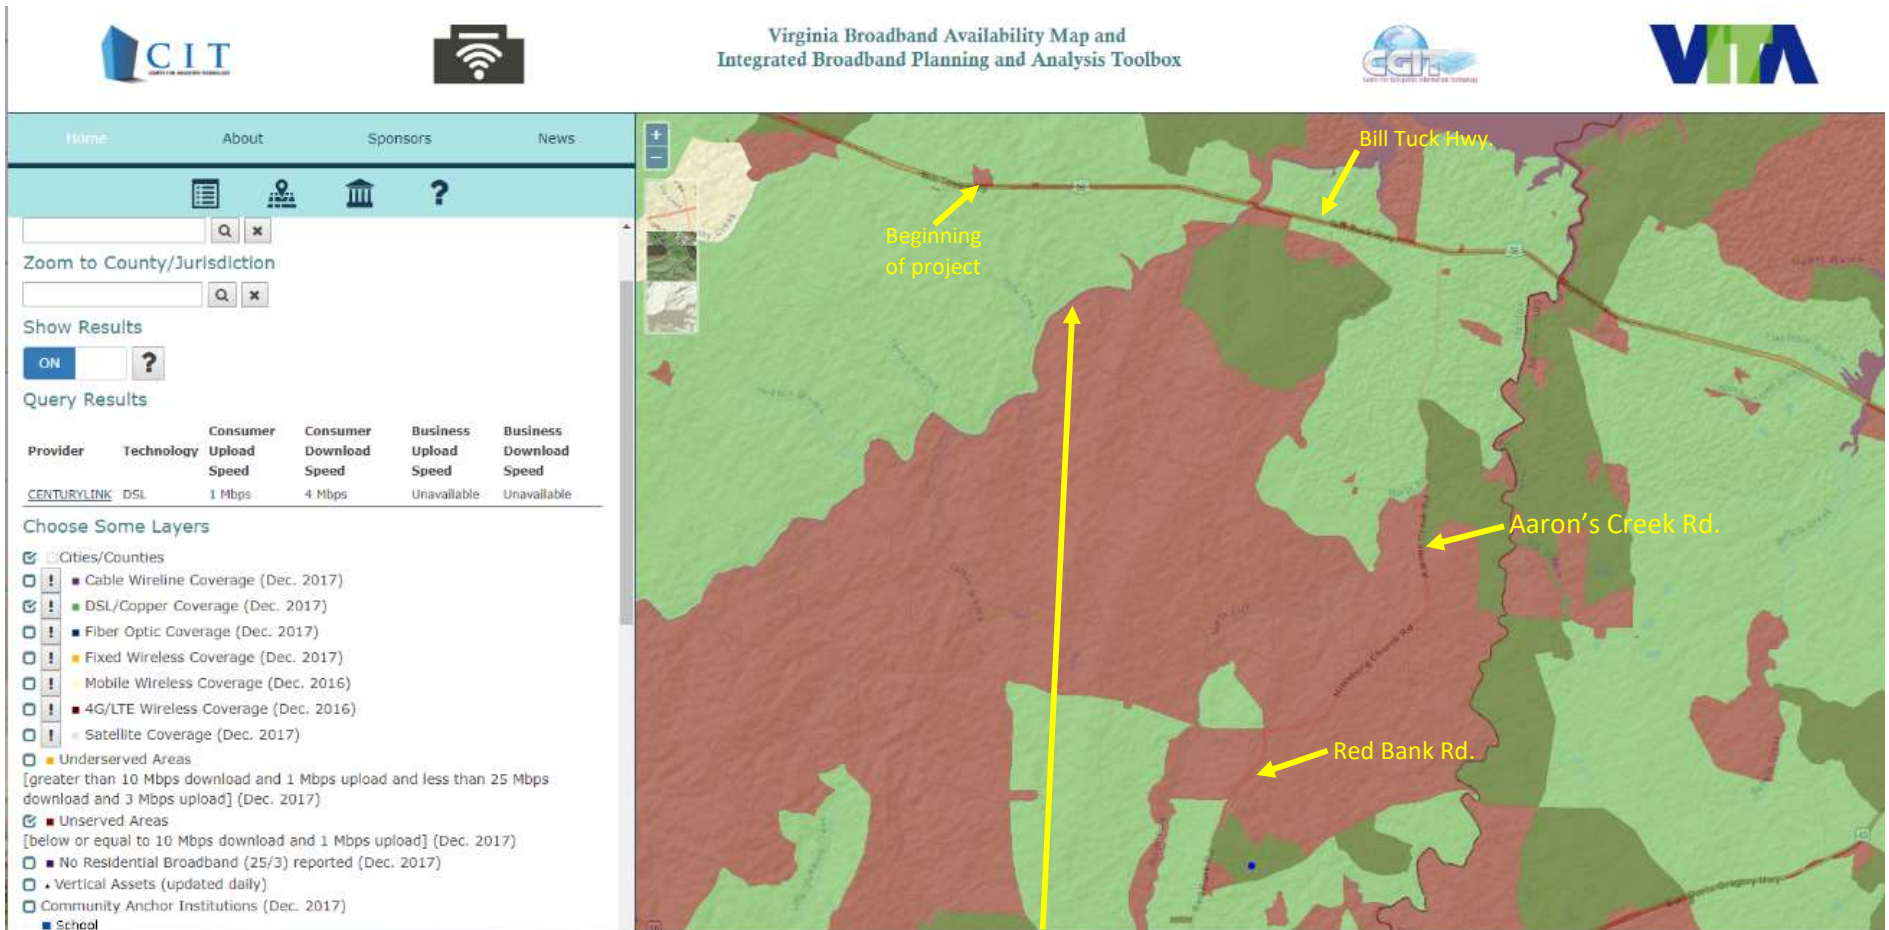 CIT
Virginia Broadband Availability Map and
Integrated Broadband Planning and Analysis Toolbox
CGIT
VITA
Home
About
Sponsors
News
?
Zoom to County/Jurisdiction
Show Results
ON
?
Query Results
Provider Technology Consumer Upload Speed Consumer Download Speed Business Upload Speed Business Download Speed
CENTURYLINK DSL 1 Mbps 4 Mbps Unavailable Unavailable
Choose Some Layers
Cities/Counties
! Cable Wireline Coverage (Dec. 2017)
! DSL/Copper Coverage (Dec. 2017)
! Fiber Optic Coverage (Dec. 2017)
! Fixed Wireless Coverage (Dec. 2017)
! Mobile Wireless Coverage (Dec. 2016)
! 4G/LTE Wireless Coverage (Dec. 2016)
! Satellite Coverage (Dec. 2017)
Underserved Areas
[greater than 10 Mbps download and 1 Mbps upload and less than 25 Mbps
download and 3 Mbps upload] (Dec. 2017)
Unserved Areas
[below or equal to 10 Mbps download and 1 Mbps upload] (Dec. 2017)
No Residential Broadband (25/3) reported (Dec. 2017)
Vertical Assets (updated daily)
Community Anchor Institutions (Dec. 2017)
School
+
−
Bill Tuck Hwy.
Beginning
of project
Aaron's Creek Rd.
Hitesburg Church Rd
Red Bank Rd.